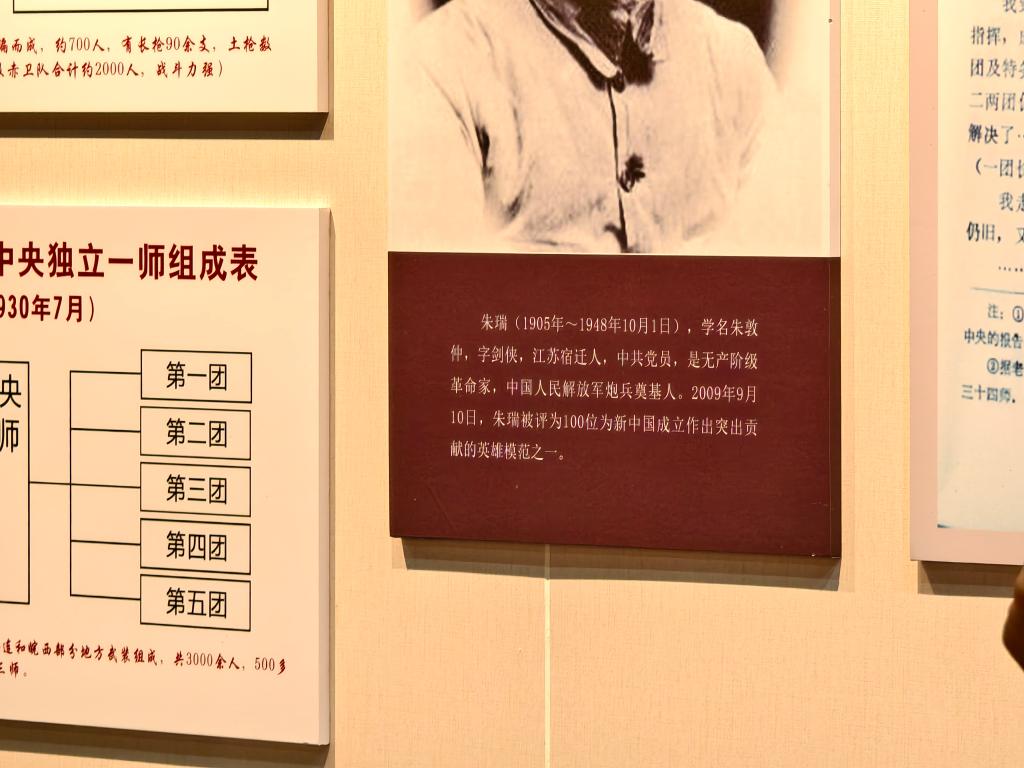 编而成，约700人，有长枪90余支，土枪数
赤卫队合计约2000人，战斗力强）
中央独立一师组成表
930年7月）
央
师
第一团
第二团
第三团
第四团
第五团
连和皖西部分地方武装组成，共3000余人，500多
三师。
朱瑞（1905年～1948年10月1日），学名朱敦
仲，字剑侠，江苏宿迁人，中共党员，是无产阶级
革命家，中国人民解放军炮兵奠基人。2009年9月
10日，朱瑞被评为100位为新中国成立作出突出贡
献的英雄模范之一。
指挥，
团及特
二两团
解决了…
（一团
我
仍旧，又
……
注：①
中央的报告
②据老
三十四师。